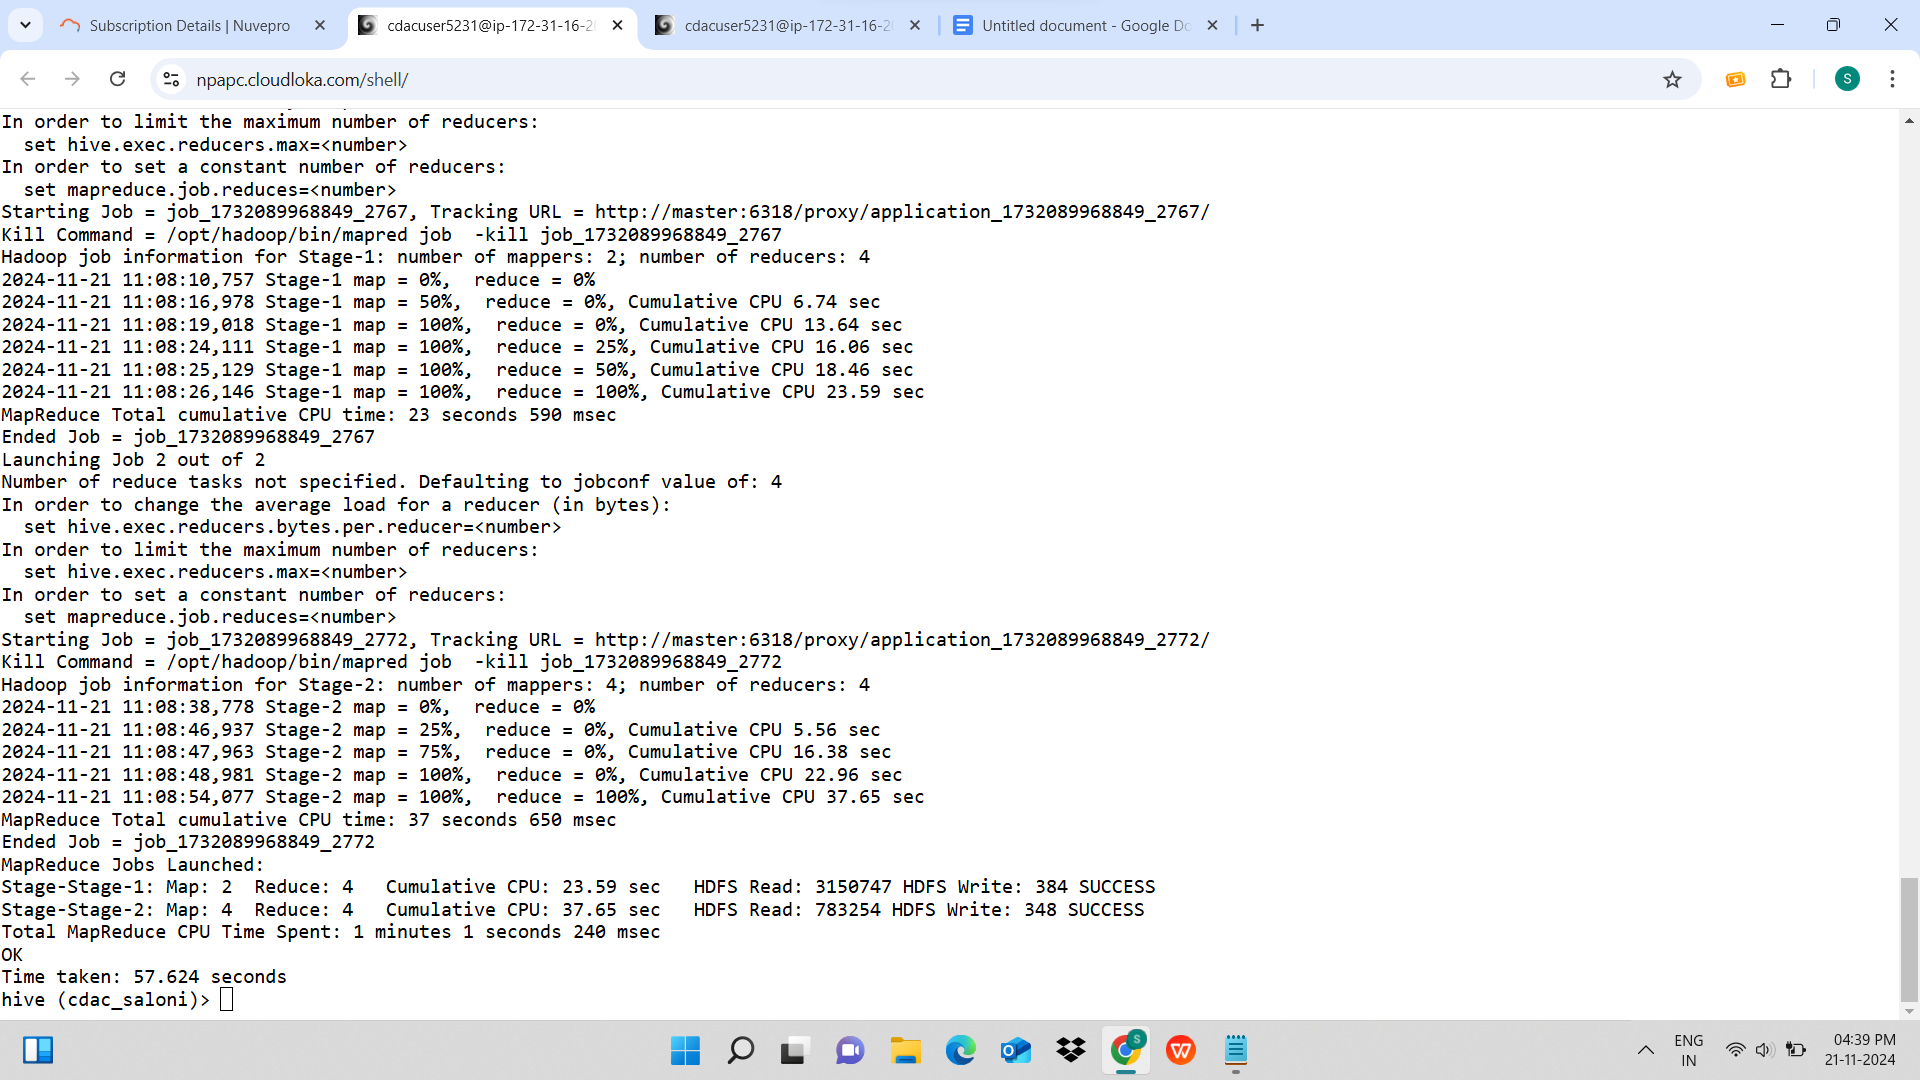 Subscription Details | Nuvepro
cdacuser5231@ip-172-31-16-2
cdacuser5231@ip-172-31-16-2
Untitled document - Google Do
npapc.cloudloka.com/shell/
S
In order to limit the maximum number of reducers:
set hive.exec.reducers.max=<number>
In order to set a constant number of reducers:
set mapreduce.job.reduces=<number>
Starting Job = job_1732089968849_2767, Tracking URL = http://master:6318/proxy/application_1732089968849_2767/
Kill Command = /opt/hadoop/bin/mapred job  -kill job_1732089968849_2767
Hadoop job information for Stage-1: number of mappers: 2; number of reducers: 4
2024-11-21 11:08:10,757 Stage-1 map = 0%,  reduce = 0%
2024-11-21 11:08:16,978 Stage-1 map = 50%,  reduce = 0%, Cumulative CPU 6.74 sec
2024-11-21 11:08:19,018 Stage-1 map = 100%,  reduce = 0%, Cumulative CPU 13.64 sec
2024-11-21 11:08:24,111 Stage-1 map = 100%,  reduce = 25%, Cumulative CPU 16.06 sec
2024-11-21 11:08:25,129 Stage-1 map = 100%,  reduce = 50%, Cumulative CPU 18.46 sec
2024-11-21 11:08:26,146 Stage-1 map = 100%,  reduce = 100%, Cumulative CPU 23.59 sec
MapReduce Total cumulative CPU time: 23 seconds 590 msec
Ended Job = job_1732089968849_2767
Launching Job 2 out of 2
Number of reduce tasks not specified. Defaulting to jobconf value of: 4
In order to change the average load for a reducer (in bytes):
set hive.exec.reducers.bytes.per.reducer=<number>
In order to limit the maximum number of reducers:
set hive.exec.reducers.max=<number>
In order to set a constant number of reducers:
set mapreduce.job.reduces=<number>
Starting Job = job_1732089968849_2772, Tracking URL = http://master:6318/proxy/application_1732089968849_2772/
Kill Command = /opt/hadoop/bin/mapred job  -kill job_1732089968849_2772
Hadoop job information for Stage-2: number of mappers: 4; number of reducers: 4
2024-11-21 11:08:38,778 Stage-2 map = 0%,  reduce = 0%
2024-11-21 11:08:46,937 Stage-2 map = 25%,  reduce = 0%, Cumulative CPU 5.56 sec
2024-11-21 11:08:47,963 Stage-2 map = 75%,  reduce = 0%, Cumulative CPU 16.38 sec
2024-11-21 11:08:48,981 Stage-2 map = 100%,  reduce = 0%, Cumulative CPU 22.96 sec
2024-11-21 11:08:54,077 Stage-2 map = 100%,  reduce = 100%, Cumulative CPU 37.65 sec
MapReduce Total cumulative CPU time: 37 seconds 650 msec
Ended Job = job_1732089968849_2772
MapReduce Jobs Launched:
Stage-Stage-1: Map: 2  Reduce: 4   Cumulative CPU: 23.59 sec   HDFS Read: 3150747 HDFS Write: 384 SUCCESS
Stage-Stage-2: Map: 4  Reduce: 4   Cumulative CPU: 37.65 sec   HDFS Read: 783254 HDFS Write: 348 SUCCESS
Total MapReduce CPU Time Spent: 1 minutes 1 seconds 240 msec
OK
Time taken: 57.624 seconds
hive (cdac_saloni)>
ENG
IN
04:39 PM
21-11-2024